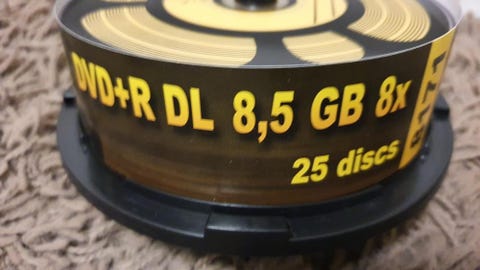 DVD+R DL 8,5 GB 8x
25 discs